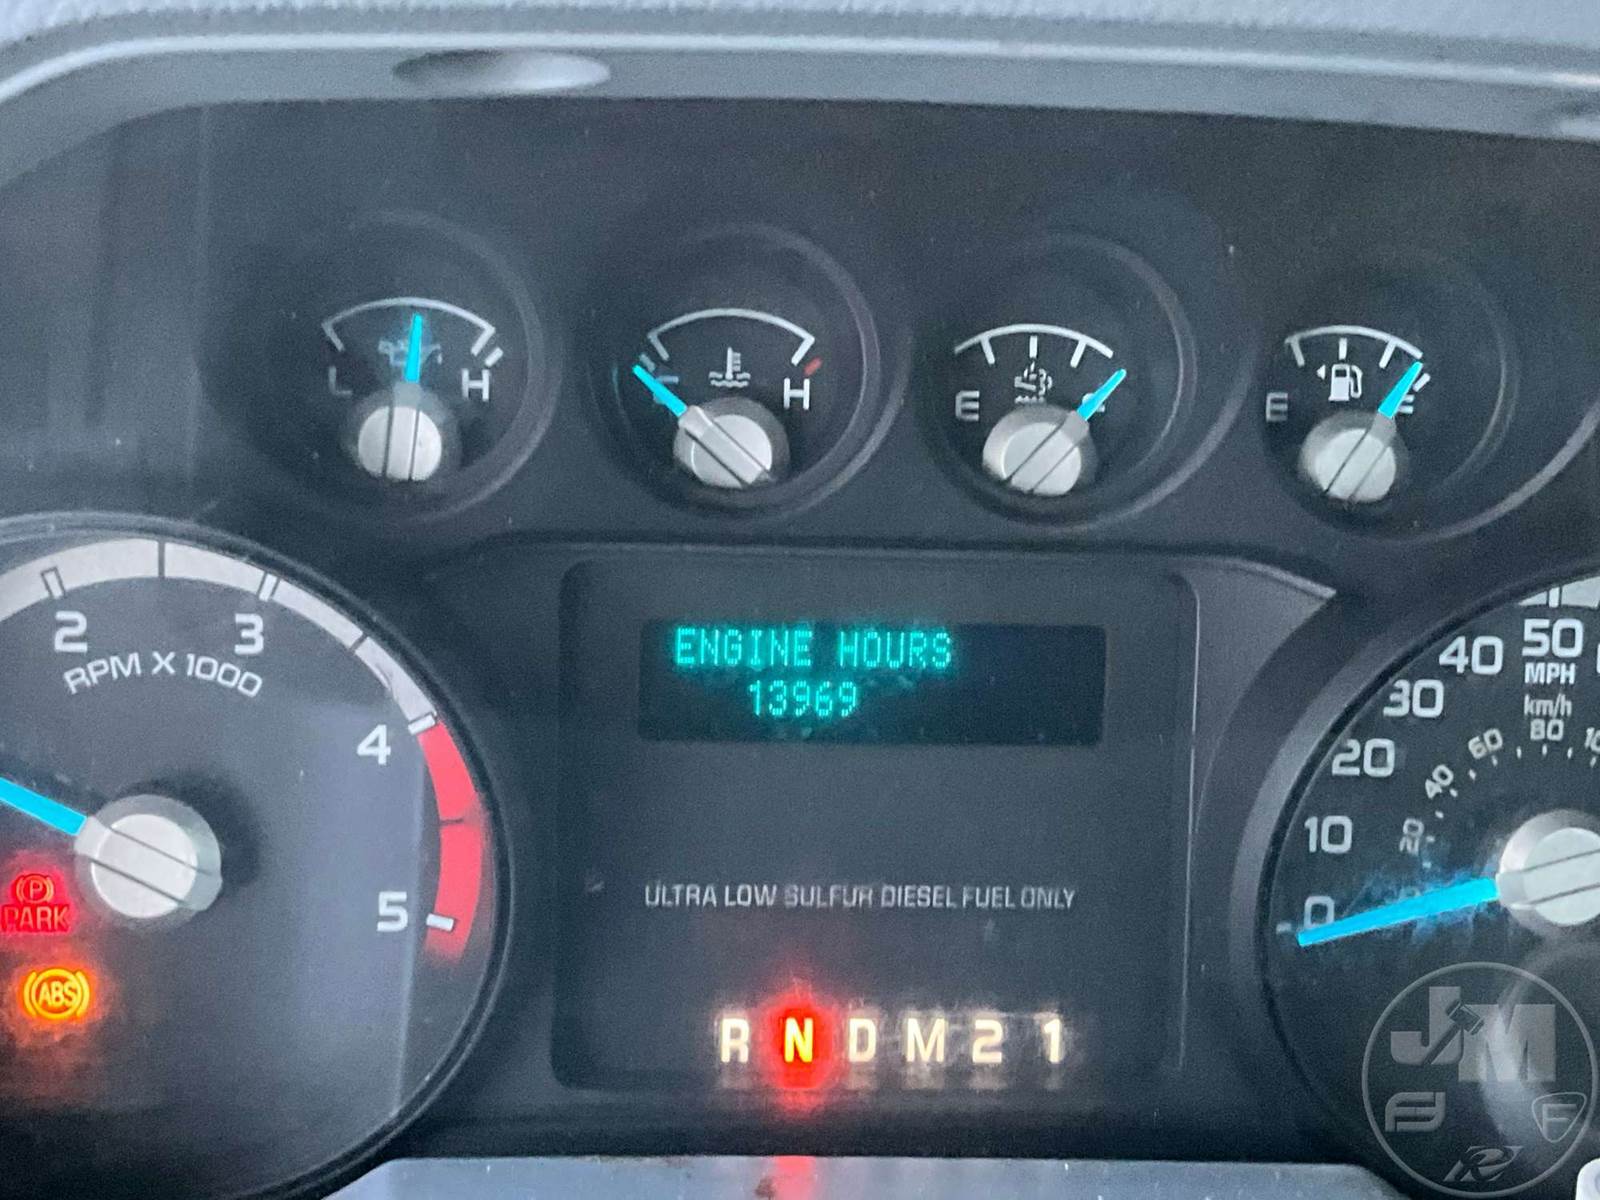 L H
H
E
E
2 3
RPM X 1000
4
5
PARK
ABS
ENGINE HOURS
13969
ULTRA LOW SULFUR DIESEL FUEL ONLY
R N D M 2 1
0 10 20 30 40 50
MPH
km/h
20 40 60 80
JM